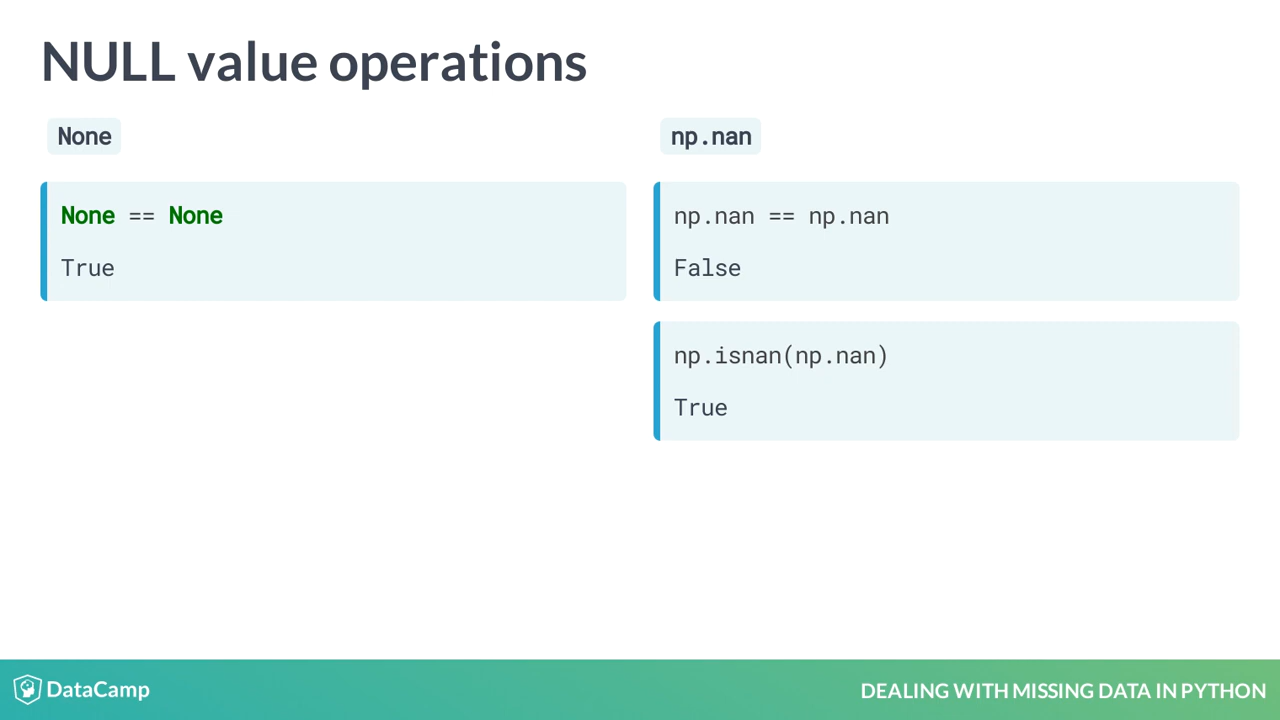 NULL value operations
None
None == None
True
np.nan
np.nan == np.nan
False
np.isnan(np.nan)
True
DataCamp
DEALING WITH MISSING DATA IN PYTHON